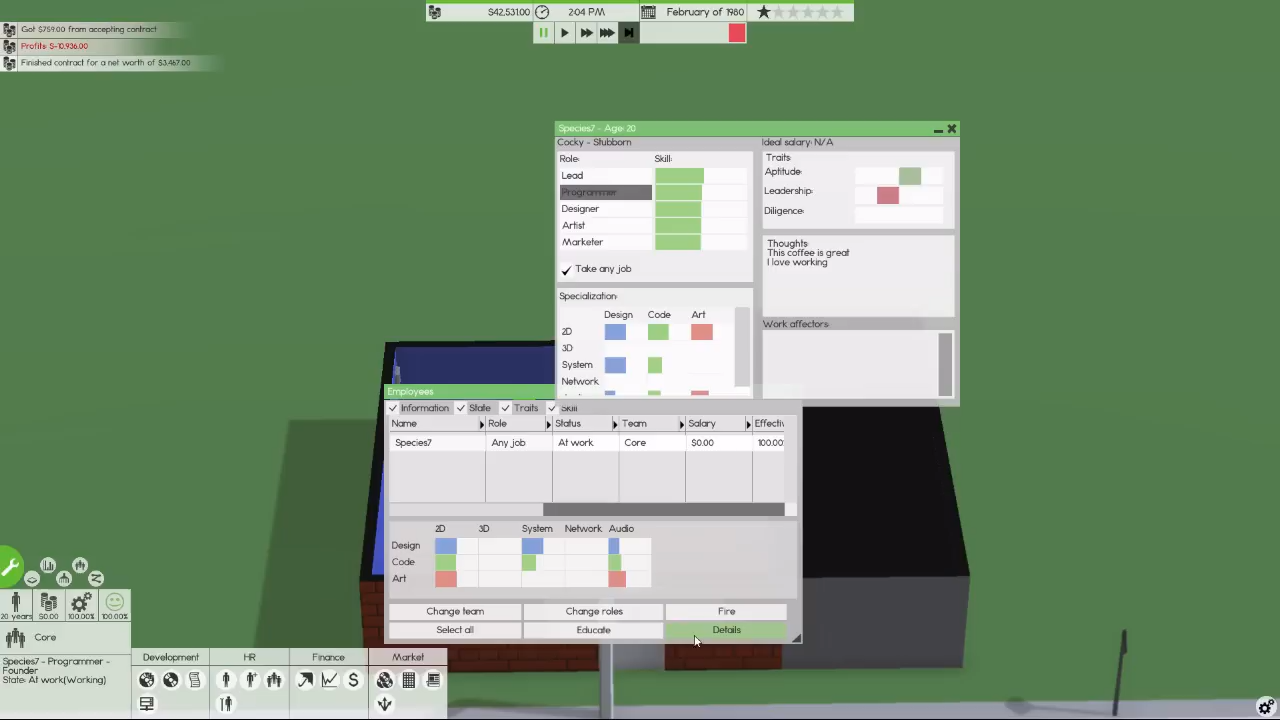 Got $759.00 from accepting contract
Profits: $-10,936.00
Finished contract for a net worth of $3,467.00
$42,531.00
2:04 PM
February of 1980
Species7 - Age: 20
Cocky - Stubborn
Role:
Skill:
Lead
Programmer
Designer
Artist
Marketer
Take any job
Specialization:
Design Code Art
2D
3D
System
Network
Ideal salary: N/A
Traits:
Aptitude:
Leadership:
Diligence:
Thoughts:
This coffee is great
I love working
Work affectors:
Employees
Information State Traits Skill
Name Role Status Team Salary Effecti
Species7 Any job At work Core $0.00 100.00
2D 3D System Network Audio
Design
Code
Art
Change team Change roles Fire
Select all Educate Details
20 years $0.00 100.00% 100.00%
Core
Species7 - Programmer -
Founder
State: At work(Working)
Development HR Finance Market